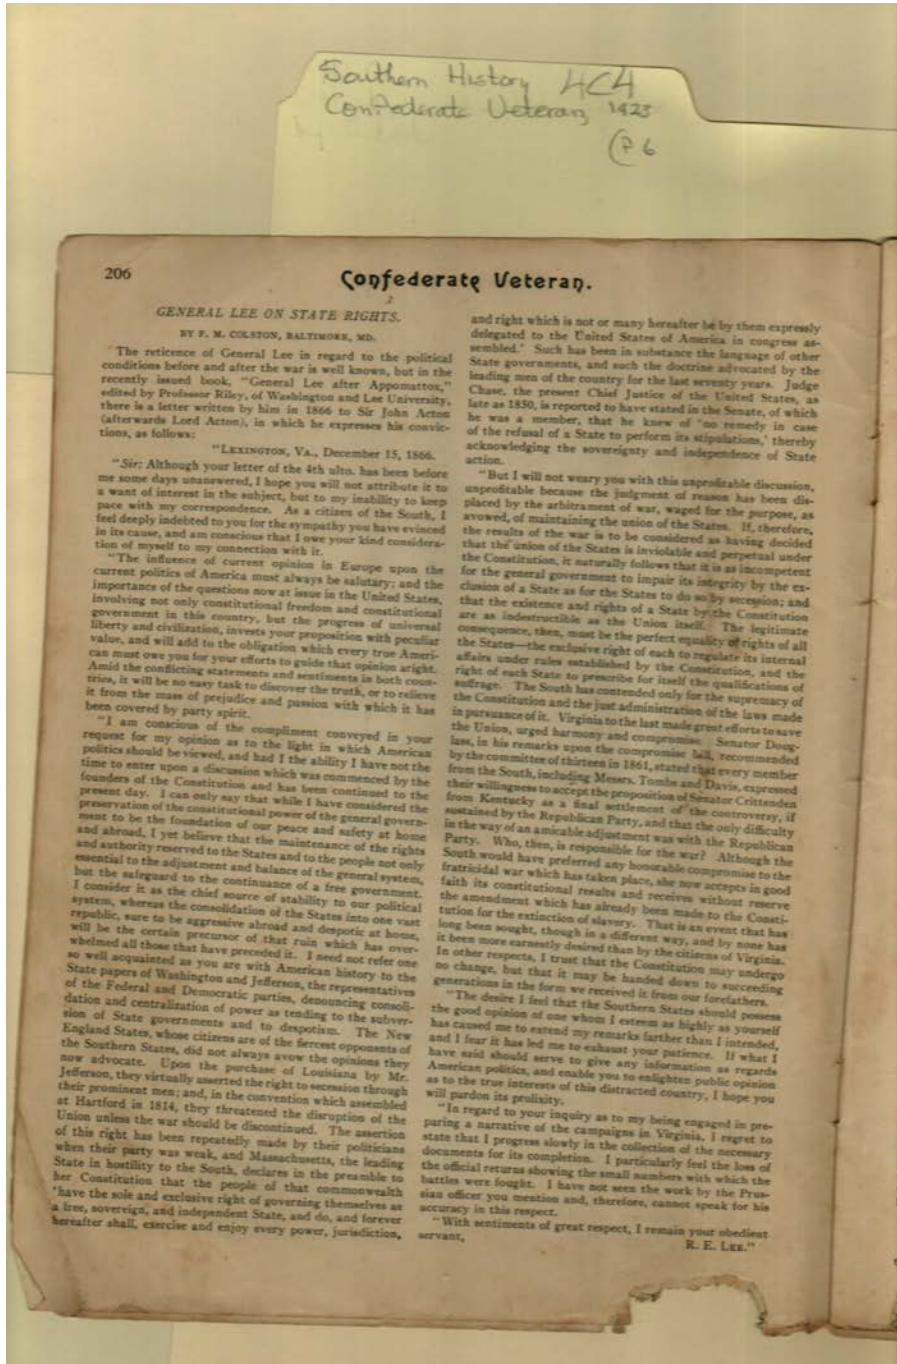 Southern History 4C4
Confederate Veteran, 1923
(P 6
206
Confederate Veteran.
GENERAL LEE ON STATE RIGHTS.
BY F. M. COLSTON, BALTIMORE, MD.
The reticence of General Lee in regard to the political
conditions before and after the war is well known, but in the
recently issued book, "General Lee after Appomattox,"
edited by Professor Riley, of Washington and Lee University,
there is a letter written by him in 1866 to Sir John Acton
(afterwards Lord Acton), in which he expresses his convic-
tions, as follows:
"LEXINGTON, VA., December 15, 1866.
"Sir: Although your letter of the 4th ulto. has been before
me some days unanswered, I hope you will not attribute it to
a want of interest in the subject, but to my inability to keep
pace with my correspondence. As a citizen of the South, I
feel deeply indebted to you for the sympathy you have evinced
in its cause, and am conscious that I owe your kind considera-
tion of myself to my connection with it.
"The influence of current opinion in Europe upon the
current politics of America must always be salutary; and the
importance of the questions now at issue in the United States,
involving not only constitutional freedom and constitutional
government in this country, but the progress of universal
liberty and civilization, invests your proposition with peculiar
value, and will add to the obligation which every true Ameri-
can must owe you for your efforts to guide that opinion aright.
Amid the conflicting statements and sentiments in both coun-
tries, it will be no easy task to discover the truth, or to relieve
it from the mass of prejudice and passion with which it has
been covered by party spirit.
"I am conscious of the compliment conveyed in your
request for my opinion as to the light in which American
politics should be viewed, and had I the ability I have not the
time to enter upon a discussion which was commenced by the
founders of the Constitution and has been continued to the
present day. I can only say that while I have considered the
preservation of the constitutional power of the general govern-
ment to be the foundation of our peace and safety at home
and abroad, I yet believe that the maintenance of the rights
and authority reserved to the States and to the people not only
essential to the adjustment and balance of the general system,
but the safeguard to the continuance of a free government.
I consider it as the chief source of stability to our political
system, whereas the consolidation of the States into one vast
republic, sure to be aggressive abroad and despotic at home,
will be the certain precursor of that ruin which has over-
whelmed all those that have preceded it. I need not refer one
so well acquainted as you are with American history to the
State papers of Washington and Jefferson, the representatives
of the Federal and Democratic parties, denouncing consoli-
dation and centralization of power as tending to the subver-
sion of State governments and to despotism. The New
England States, whose citizens are of the fiercest opponents of
the Southern States, did not always avow the opinions they
now advocate. Upon the purchase of Louisiana by Mr.
Jefferson, they virtually asserted the right to secession through
their prominent men; and, in the convention which assembled
at Hartford in 1814, they threatened the disruption of the
Union unless the war should be discontinued. The assertion
of this right has been repeatedly made by their politicians
when their party was weak, and Massachusetts, the leading
State in hostility to the South, declares in the preamble to
her Constitution that the people of that commonwealth
'have the sole and exclusive right of governing themselves as
a free, sovereign, and independent State, and do, and forever
hereafter shall, exercise and enjoy every power, jurisdiction,
and right which is not or many hereafter be by them expressly
delegated to the United States of America in congress as-
sembled.' Such has been in substance the language of other
State governments, and such the doctrine advocated by the
leading men of the country for the last seventy years. Judge
Chase, the present Chief Justice of the United States, as
late as 1850, is reported to have stated in the Senate, of which
he was a member, that he knew of 'no remedy in case
of the refusal of a State to perform its stipulations,' thereby
acknowledging the sovereignty and independence of State
action.
"But I will not weary you with this unprofitable discussion,
unprofitable because the judgment of reason has been dis-
placed by the arbitrament of war, waged for the purpose, as
avowed, of maintaining the union of the States. If, therefore,
the results of the war is to be considered as having decided
that the union of the States is inviolable and perpetual under
the Constitution, it naturally follows that it is as incompetent
for the general government to impair its integrity by the ex-
clusion of a State as for the States to do so by secession; and
that the existence and rights of a State by the Constitution
are as indestructible as the Union itself. The legitimate
consequence, then, must be the perfect equality of rights of all
the States—the exclusive right of each to regulate its internal
affairs under rules established by the Constitution, and the
right of each State to prescribe for itself the qualifications of
suffrage. The South has contended only for the supremacy of
the Constitution and the just administration of the laws made
in pursuance of it. Virginia to the last made great efforts to save
the Union, urged harmony and compromise. Senator Doug-
lass, in his remarks upon the compromise bill, recommended
by the committee of thirteen in 1861, stated that every member
from the South, including Messrs. Tombs and Davis, expressed
their willingness to accept the proposition of Senator Crittenden
from Kentucky as a final settlement of the controversy, if
sustained by the Republican Party, and that the only difficulty
in the way of an amicable adjustment was with the Republican
Party. Who, then, is responsible for the war? Although the
South would have preferred any honorable compromise to the
fratricidal war which has taken place, she now accepts in good
faith its constitutional results and receives without reserve
the amendment which has already been made to the Consti-
tution for the extinction of slavery. That is an event that has
long been sought, though in a different way, and by none has
it been more earnestly desired than by the citizens of Virginia.
In other respects, I trust that the Constitution may undergo
no change, but that it may be handed down to succeeding
generations in the form we received it from our forefathers.
"The desire I feel that the Southern States should possess
the good opinion of one whom I esteem as highly as yourself
has caused me to extend my remarks farther than I intended,
and I fear it has led me to exhaust your patience. If what I
have said should serve to give any information as regards
American politics, and enable you to enlighten public opinion
as to the true interests of this distracted country, I hope you
will pardon its prolixity.
"In regard to your inquiry as to my being engaged in pre-
paring a narrative of the campaigns in Virginia, I regret to
state that I progress slowly in the collection of the necessary
documents for its completion. I particularly feel the loss of
the official returns showing the small numbers with which the
battles were fought. I have not seen the work by the Prus-
sian officer you mention and, therefore, cannot speak for his
accuracy in this respect.
"With sentiments of great respect, I remain your obedient
servant,
R. E. LEE."